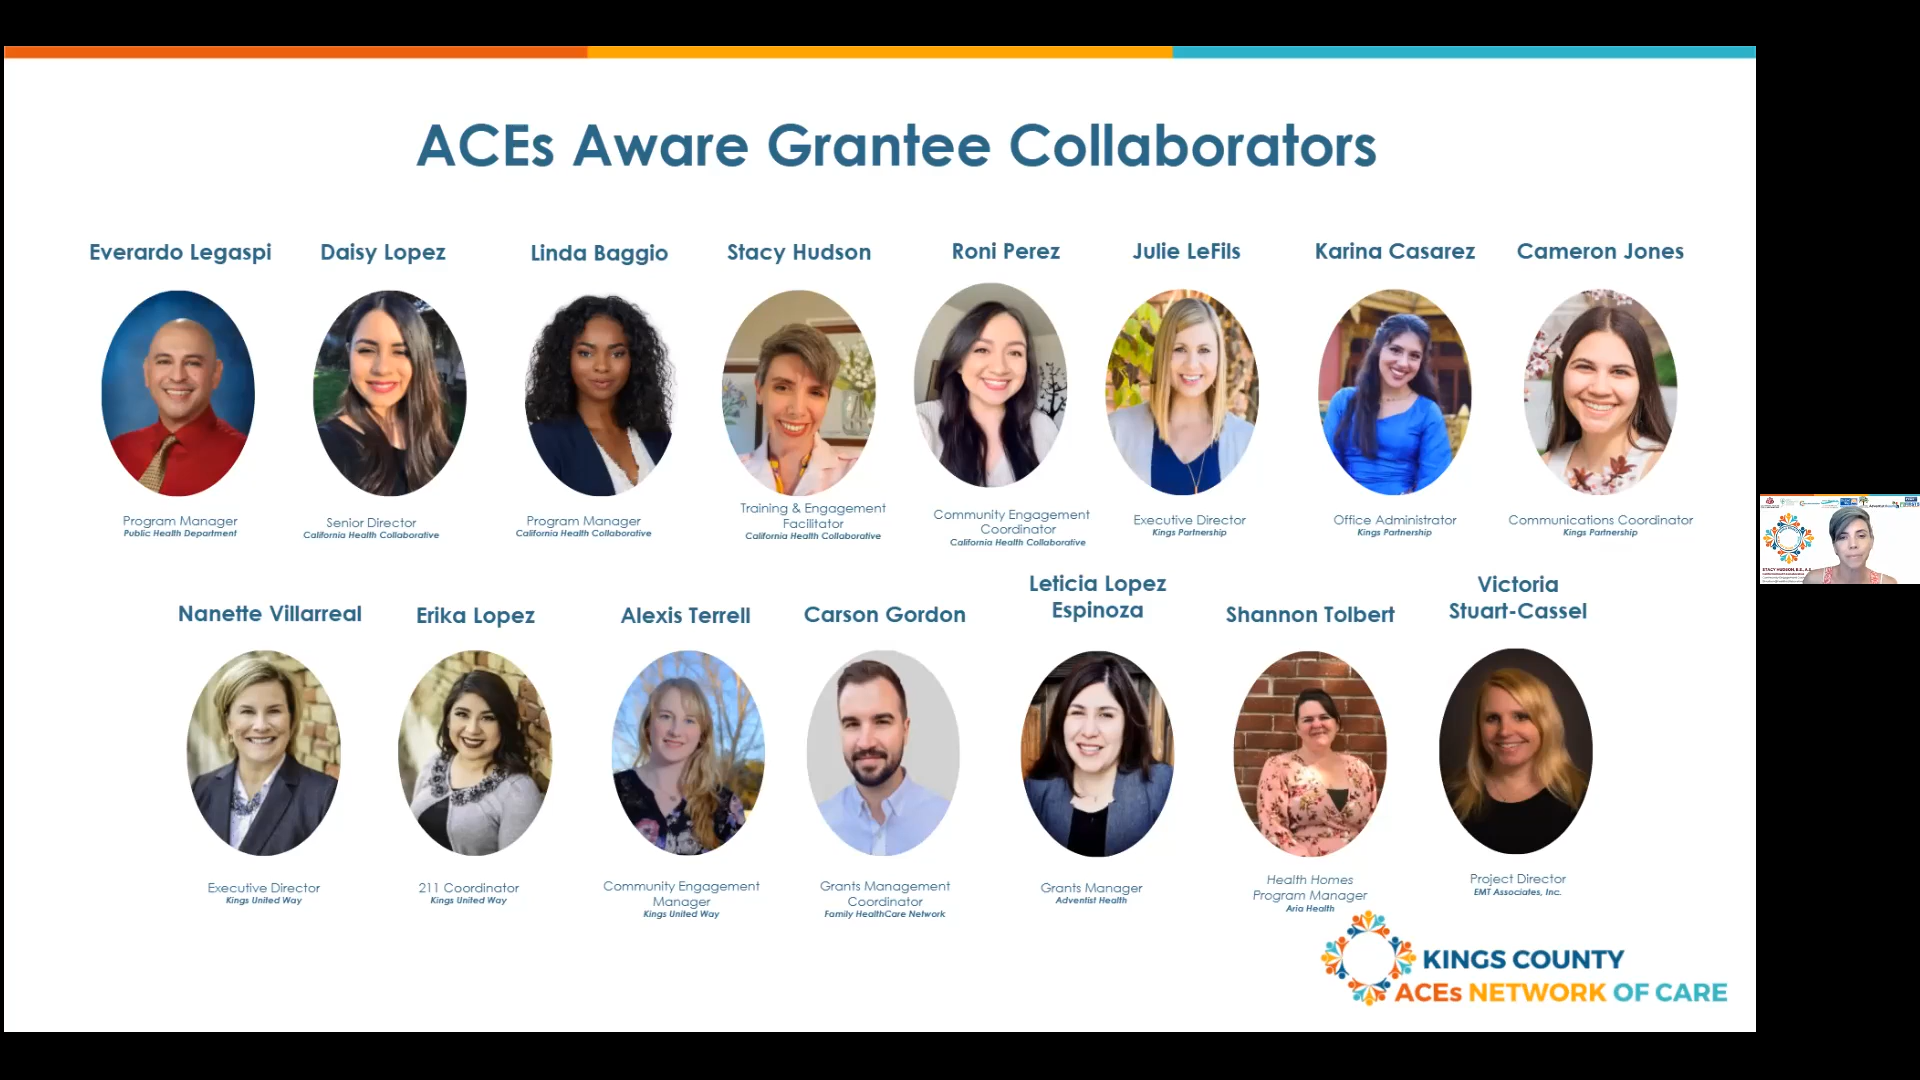 ACEs Aware Grantee Collaborators
Everardo Legaspi
Daisy Lopez
Linda Baggio
Stacy Hudson
Roni Perez
Julie LeFils
Karina Casarez
Cameron Jones
Program Manager
Public Health Department
Senior Director
California Health Collaborative
Program Manager
California Health Collaborative
Training & Engagement
Facilitator
California Health Collaborative
Community Engagement
Coordinator
California Health Collaborative
Executive Director
Kings Partnership
Office Administrator
Kings Partnership
Communications Coordinator
Kings Partnership
Nanette Villarreal
Erika Lopez
Alexis Terrell
Carson Gordon
Leticia Lopez
Espinoza
Shannon Tolbert
Victoria
Stuart-Cassel
Executive Director
Kings United Way
211 Coordinator
Kings United Way
Community Engagement
Manager
Kings United Way
Grants Management
Coordinator
Family HealthCare Network
Grants Manager
Adventist Health
Health Homes
Program Manager
Aria Health
Project Director
EMT Associates, Inc.
KINGS COUNTY
ACEs NETWORK OF CARE
STACY HUDSON, B.S., A.S.